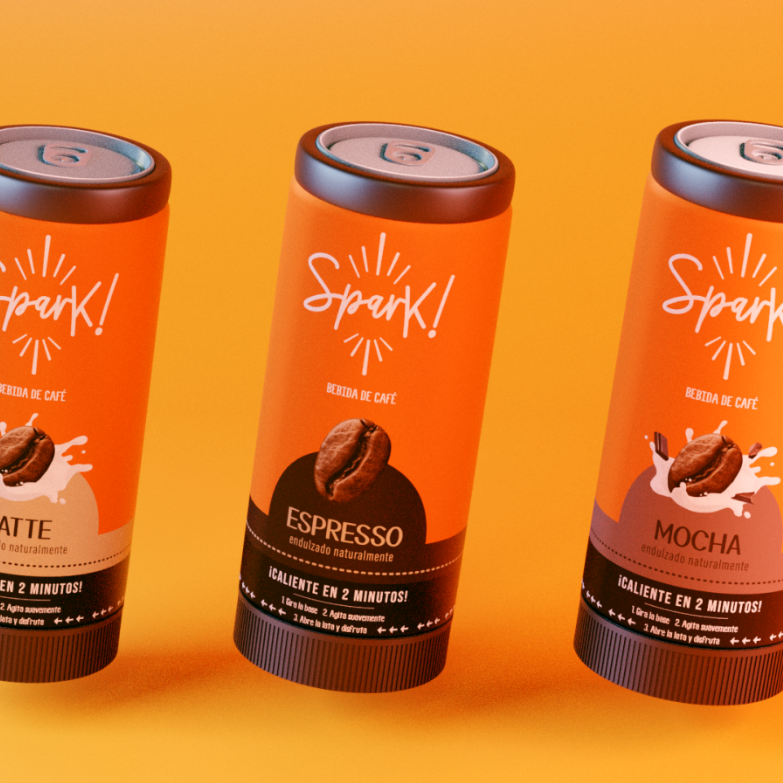 Spark!
BEBIDA DE CAFÉ
ATTE
do naturalmente
EN 2 MINUTOS!
2. Agita suavemente
la lata y disfruta
Spark!
BEBIDA DE CAFÉ
ESPRESSO
endulzado naturalmente
¡CALIENTE EN 2 MINUTOS!
1. Gira la base 2. Agita suavemente
3. Abre la lata y disfruta
Spark
BEBIDA DE CAFÉ
MOCHA
endulzado naturalmente
¡CALIENTE EN 2 MINUTOS!
1. Gira la base 2. Agita suavemente
3. Abre la lata y disfruta